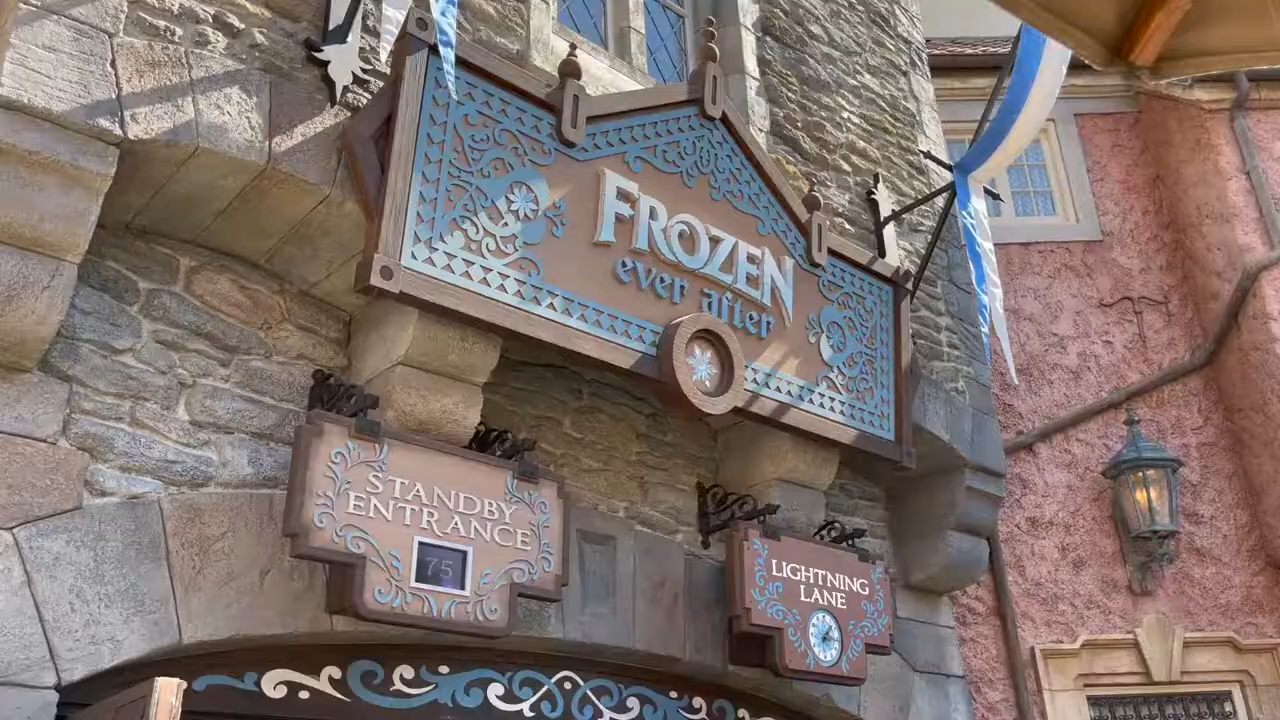 FROZEN
ever after
STANDBY
ENTRANCE
75
LIGHTNING
LANE